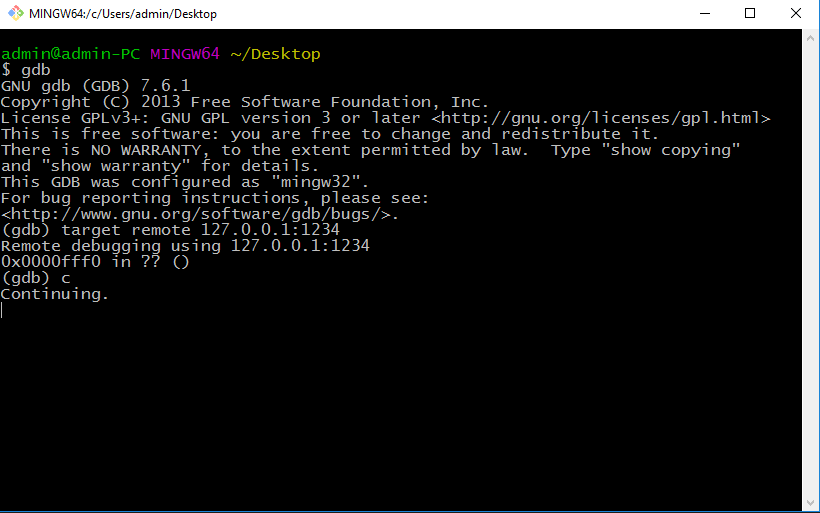 MINGW64:/c/Users/admin/Desktop
admin@admin-PC MINGW64 ~/Desktop
$ gdb
GNU gdb (GDB) 7.6.1
Copyright (C) 2013 Free Software Foundation, Inc.
License GPLv3+: GNU GPL version 3 or later <http://gnu.org/licenses/gpl.html>
This is free software: you are free to change and redistribute it.
There is NO WARRANTY, to the extent permitted by law.  Type "show copying"
and "show warranty" for details.
This GDB was configured as "mingw32".
For bug reporting instructions, please see:
<http://www.gnu.org/software/gdb/bugs/>.
(gdb) target remote 127.0.0.1:1234
Remote debugging using 127.0.0.1:1234
0x0000fff0 in ?? ()
(gdb) c
Continuing.